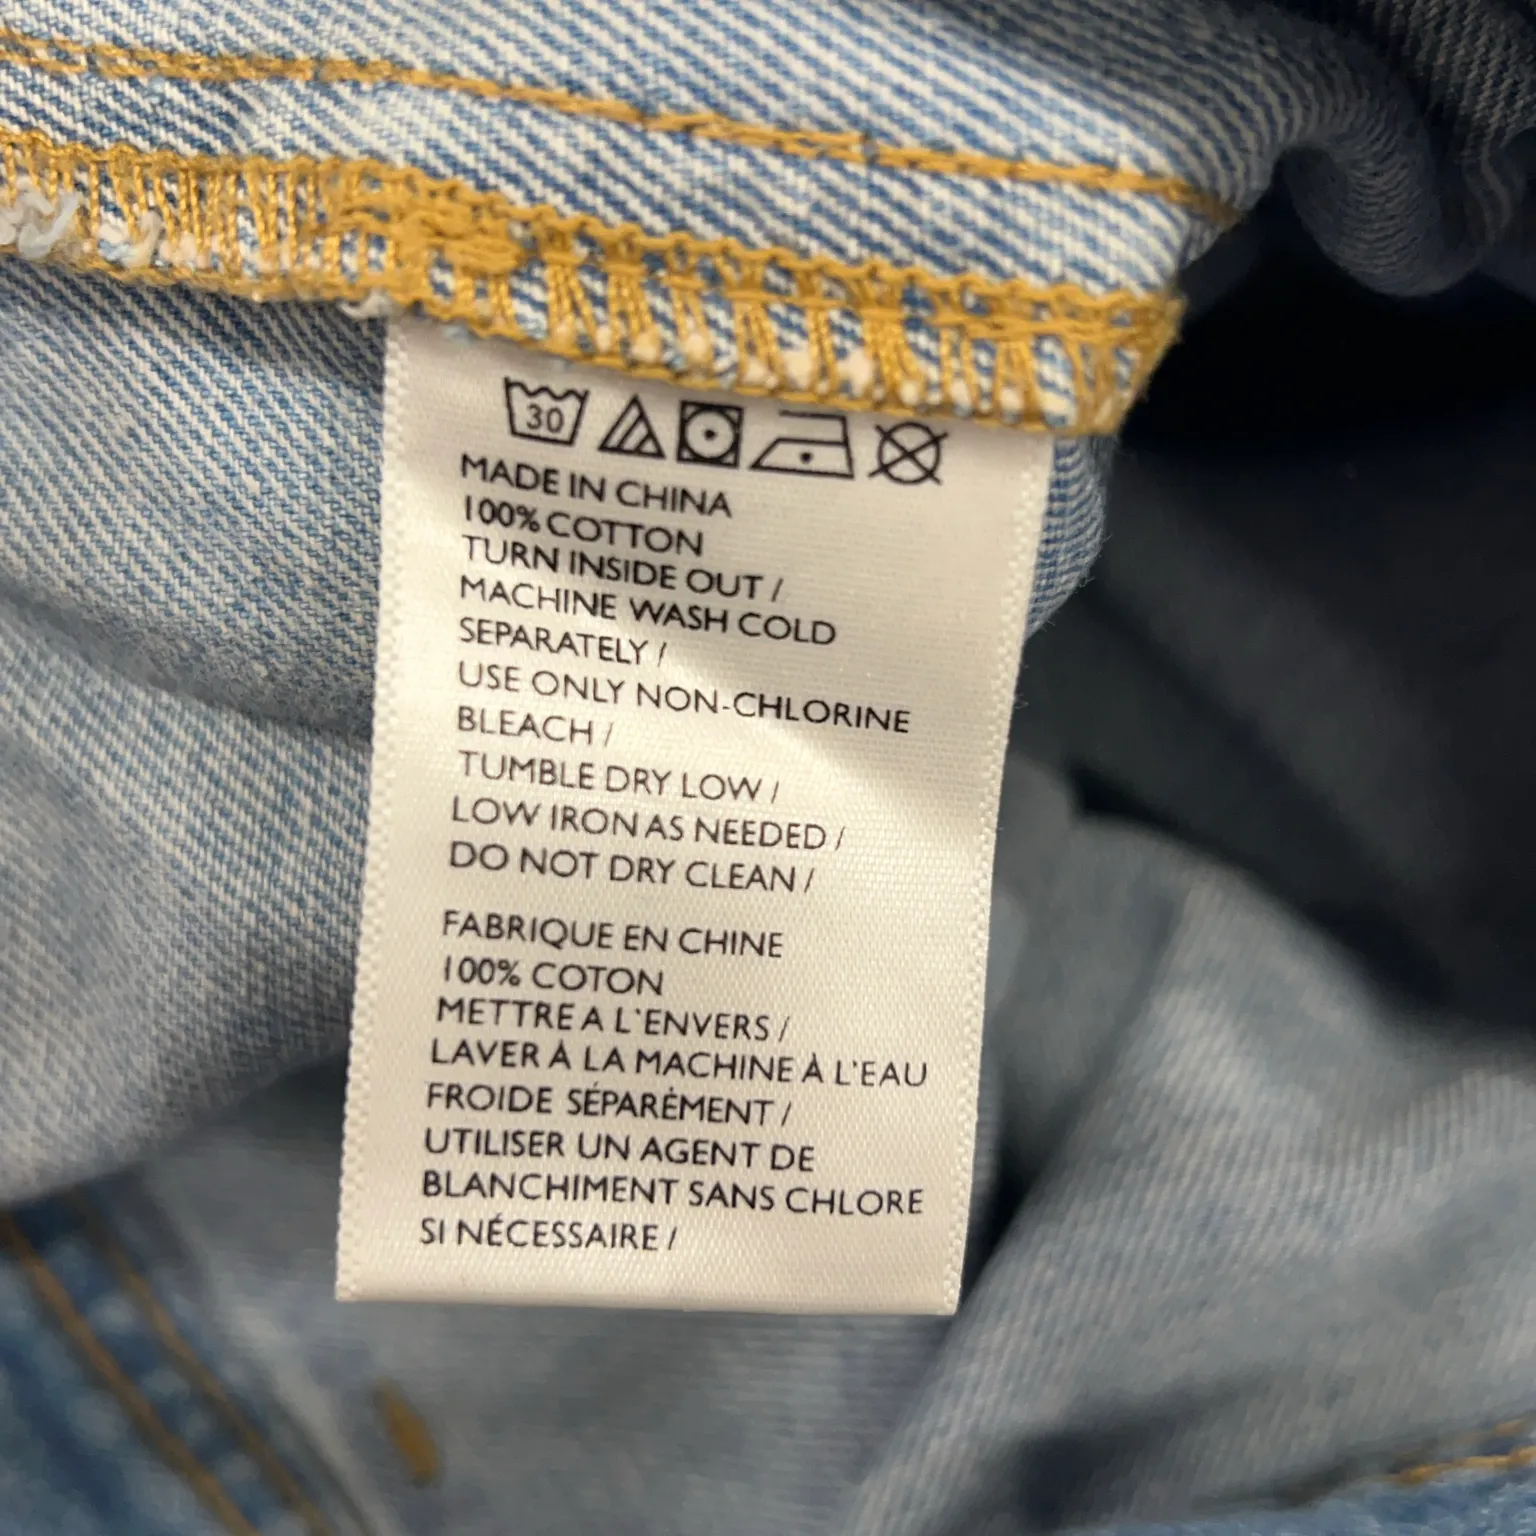 30
MADE IN CHINA
100% COTTON
TURN INSIDE OUT /
MACHINE WASH COLD
SEPARATELY /
USE ONLY NON-CHLORINE
BLEACH /
TUMBLE DRY LOW /
LOW IRON AS NEEDED /
DO NOT DRY CLEAN /
FABRIQUE EN CHINE
100% COTON
METTRE A L'ENVERS /
LAVER À LA MACHINE À L'EAU
FROIDE SÉPARÉMENT /
UTILISER UN AGENT DE
BLANCHIMENT SANS CHLORE
SI NÉCESSAIRE /